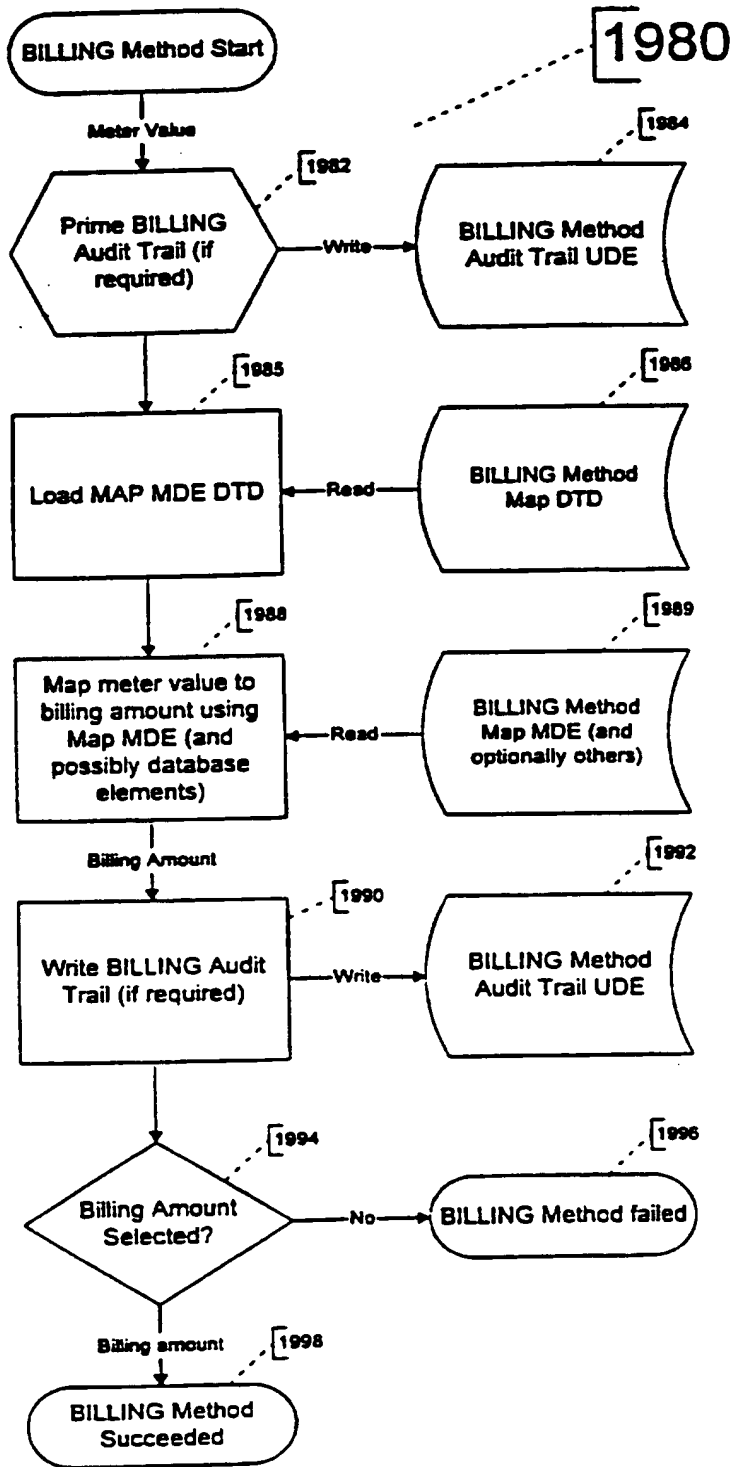 BILLING Method Start
1980
Meter Value
1984
1982
Prime BILLING
Audit Trail (if
required)
Write
BILLING Method
Audit Trail UDE
1985
1986
Load MAP MDE DTD
Read
BILLING Method
Map DTD
1988
1989
Map meter value to
billing amount using
Map MDE (and
possibly database
elements)
Read
BILLING Method
Map MDE (and
optionally others)
Billing Amount
1992
1990
Write BILLING Audit
Trail (if required)
Write
BILLING Method
Audit Trail UDE
1994
1996
Billing Amount
Selected?
No
BILLING Method failed
Billing amount
1998
BILLING Method
Succeeded